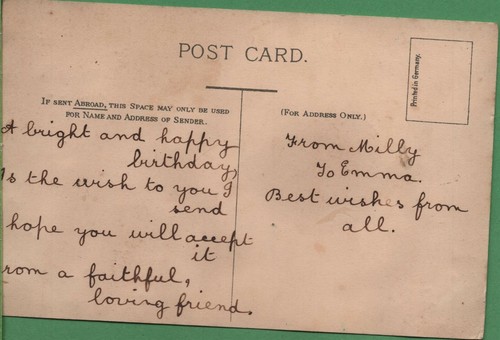 POST CARD.
Printed in Germany.
IF SENT ABROAD, THIS SPACE MAY ONLY BE USED
FOR NAME AND ADDRESS OF SENDER.
(FOR ADDRESS ONLY.)
A bright and happy
birthday,
Is the wish to you I
send
hope you will accept
it
rom a faithful,
loving friend.
From Milly
To Emma.
Best wishes from
all.